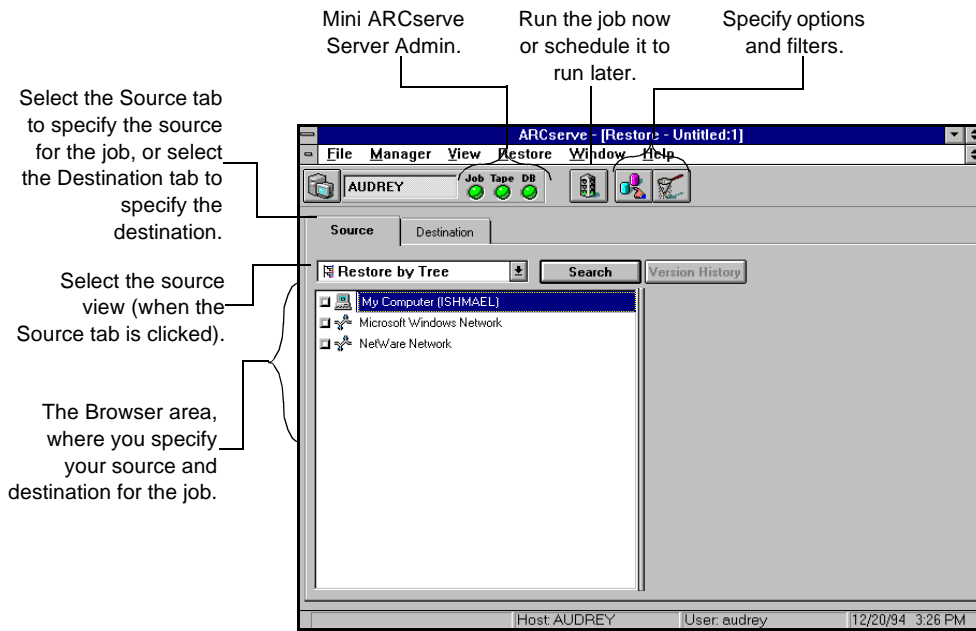 Mini ARCserve
Server Admin.
Run the job now
or schedule it to
run later.
Specify options
and filters.
Select the Source tab
to specify the source
for the job, or select
the Destination tab to
specify the
destination.
Select the source
view (when the
Source tab is clicked).
The Browser area,
where you specify
your source and
destination for the job.
ARCserve - [Restore - Untitled:1]
File Manager View Restore Window Help
AUDREY Job Tape DB
Source Destination
Restore by Tree Search Version History
My Computer (ISHMAEL)
Microsoft Windows Network
NetWare Network
Host: AUDREY User: audrey 12/20/94 3:26 PM